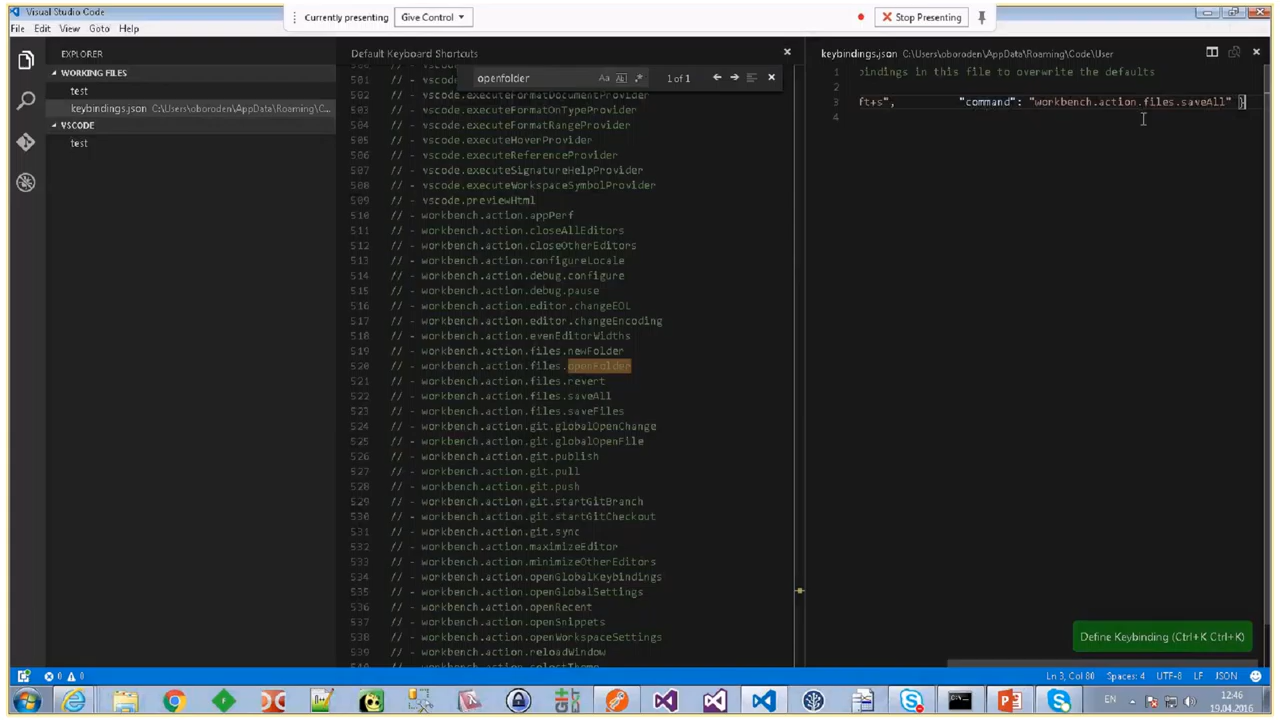 Visual Studio Code
Currently presenting
Give Control
Stop Presenting
File Edit View Goto Help
EXPLORER
WORKING FILES
test
keybindings.json C:\Users\oboroden\AppData\Roaming\C...
VSCODE
test
Default Keyboard Shortcuts
openfolder
Aa
1 of 1
501
502 // - vscode.executeDocumentSymbolProvider
503 // - vscode.executeFormatOnTypeProvider
504 // - vscode.executeFormatRangeProvider
505 // - vscode.executeHoverProvider
506 // - vscode.executeReferenceProvider
507 // - vscode.executeSignatureHelpProvider
508 // - vscode.executeWorkspaceSymbolProvider
509 // - vscode.previewHtml
510 // - workbench.action.appPerf
511 // - workbench.action.closeAllEditors
512 // - workbench.action.closeOtherEditors
513 // - workbench.action.configureLocale
514 // - workbench.action.debug.configure
515 // - workbench.action.debug.pause
516 // - workbench.action.editor.changeEOL
517 // - workbench.action.editor.changeEncoding
518 // - workbench.action.evenEditorWidths
519 // - workbench.action.files.newFolder
520 // - workbench.action.files.openFolder
521 // - workbench.action.files.revert
522 // - workbench.action.files.saveAll
523 // - workbench.action.files.saveFiles
524 // - workbench.action.git.globalOpenChange
525 // - workbench.action.git.globalOpenFile
526 // - workbench.action.git.publish
527 // - workbench.action.git.pull
528 // - workbench.action.git.push
529 // - workbench.action.git.startGitBranch
530 // - workbench.action.git.startGitCheckout
531 // - workbench.action.git.sync
532 // - workbench.action.maximizeEditor
533 // - workbench.action.minimizeOtherEditors
534 // - workbench.action.openGlobalKeybindings
535 // - workbench.action.openGlobalSettings
536 // - workbench.action.openRecent
537 // - workbench.action.openSnippets
538 // - workbench.action.openWorkspaceSettings
539 // - workbench.action.reloadWindow
keybindings.json C:\Users\oboroden\AppData\Roaming\Code\User
1 bindings in this file to overwrite the defaults
2
3 ft+s", "command": "workbench.action.files.saveAll" }
4
Define Keybinding (Ctrl+K Ctrl+K)
0 0
Ln 3, Col 80 Spaces: 4 UTF-8 LF JSON
EN
12:46
19.04.2016